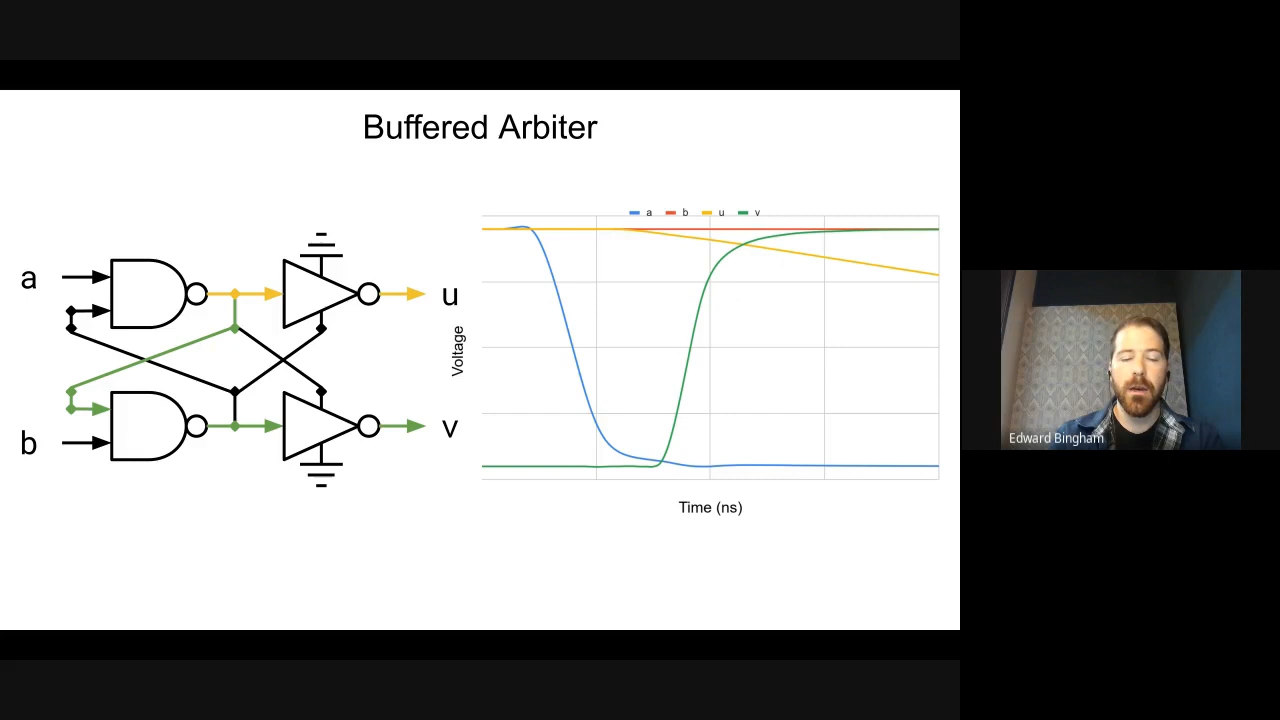 Buffered Arbiter
a b u v
a
u
b
v
Voltage
Time (ns)
Edward Bingham